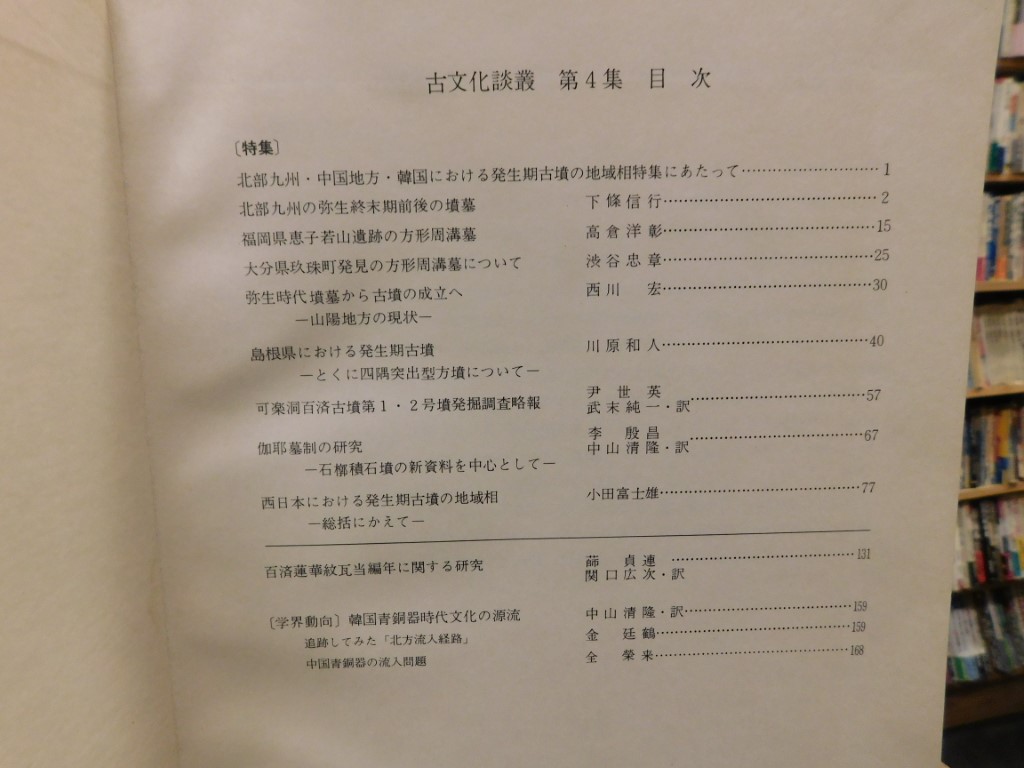 古文化談叢 第4集 目次
〔特集〕
北部九州・中国地方・韓国における発生期古墳の地域相特集にあたって…………………………1
北部九州の弥生終末期前後の墳墓 下條信行…………………………2
福岡県恵子若山遺跡の方形周溝墓 高倉洋彰…………………………15
大分県玖珠町発見の方形周溝墓について 渋谷忠章…………………………25
弥生時代墳墓から古墳の成立へ 西川 宏…………………………30
―山陽地方の現状―
島根県における発生期古墳 川原和人…………………………40
―とくに四隅突出型方墳について―
可楽洞百済古墳第1・2号墳発掘調査略報 尹世英…………………………57
武末純一・訳
伽耶墓制の研究 李殷昌…………………………67
中山清隆・訳
―石槨積石墳の新資料を中心として―
西日本における発生期古墳の地域相 小田富士雄…………………………77
―総括にかえて―
百済蓮華紋瓦当編年に関する研究 薛貞連…………………………131
関口広次・訳
〔学界動向〕韓国青銅器時代文化の源流 中山清隆・訳…………………………159
追跡してみた「北方流入経路」 金廷鶴…………………………159
中国青銅器の流入問題 全榮来…………………………168